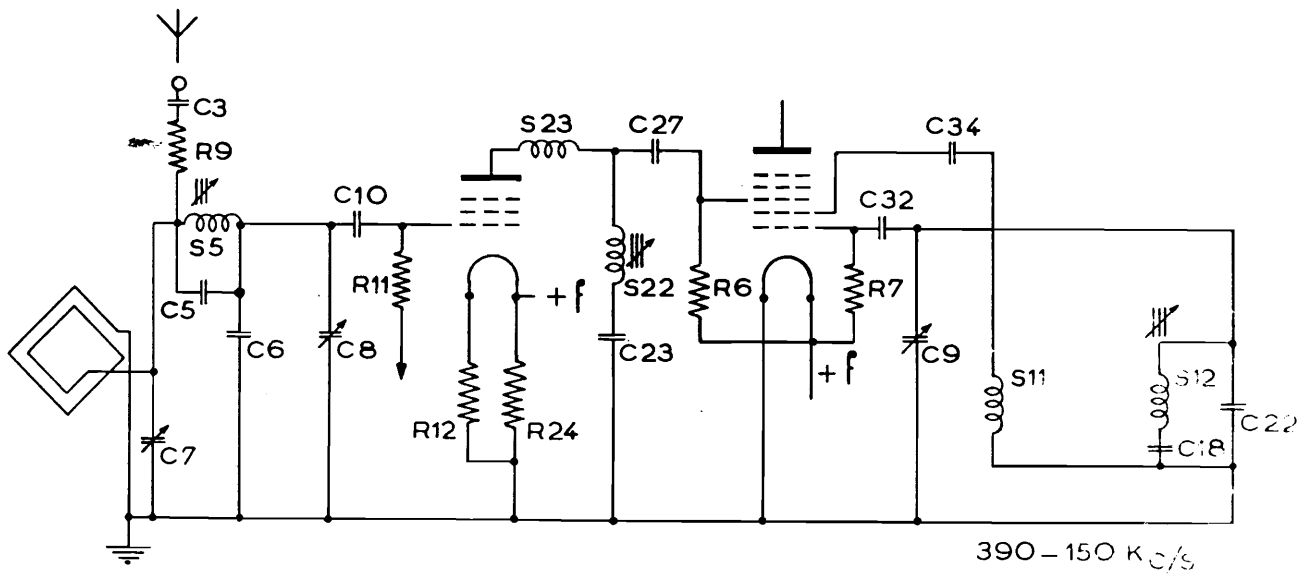 C3
R9
S5
C10
S23
C27
C34
C32
R11
+ f
S22
R6
R7
C5
C6
C8
C23
C9
+ f
S11
S12
C22
C18
C7
R12
R24
390–150 Kc/s